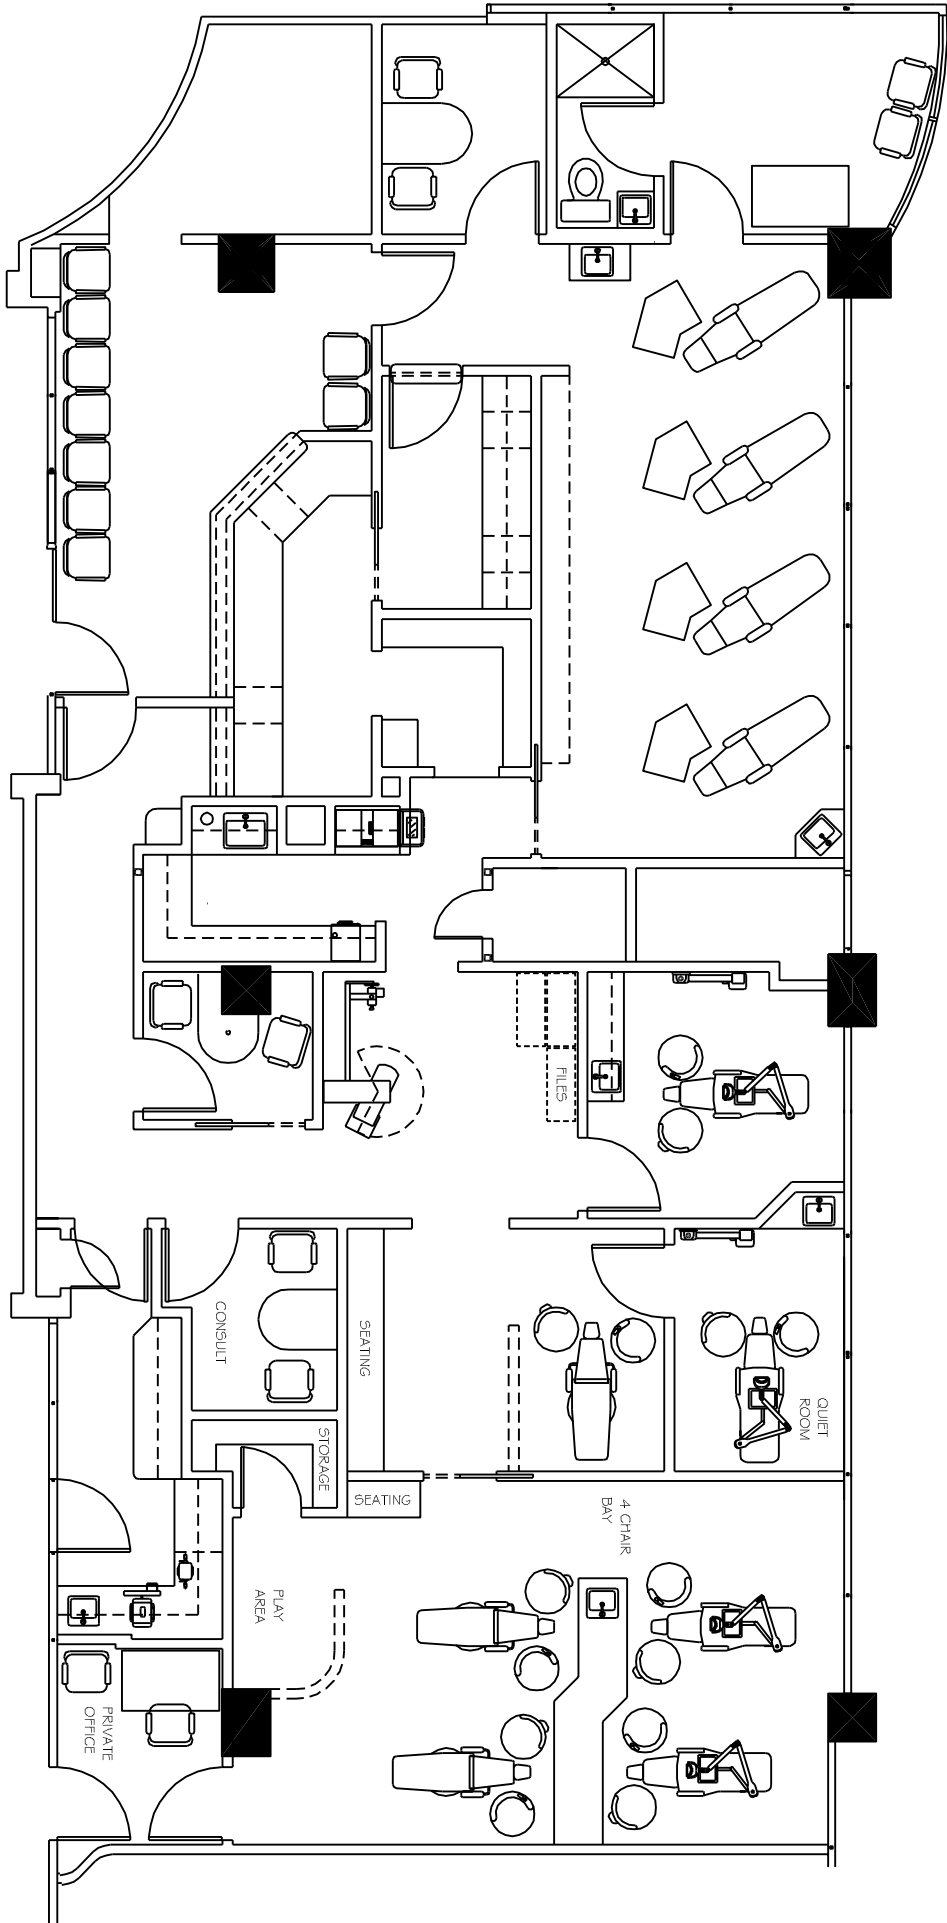 FILES
CONSULT
SEATING
QUIET
ROOM
STORAGE
SEATING
4 CHAIR
BAY
PLAY
AREA
PRIVATE
OFFICE